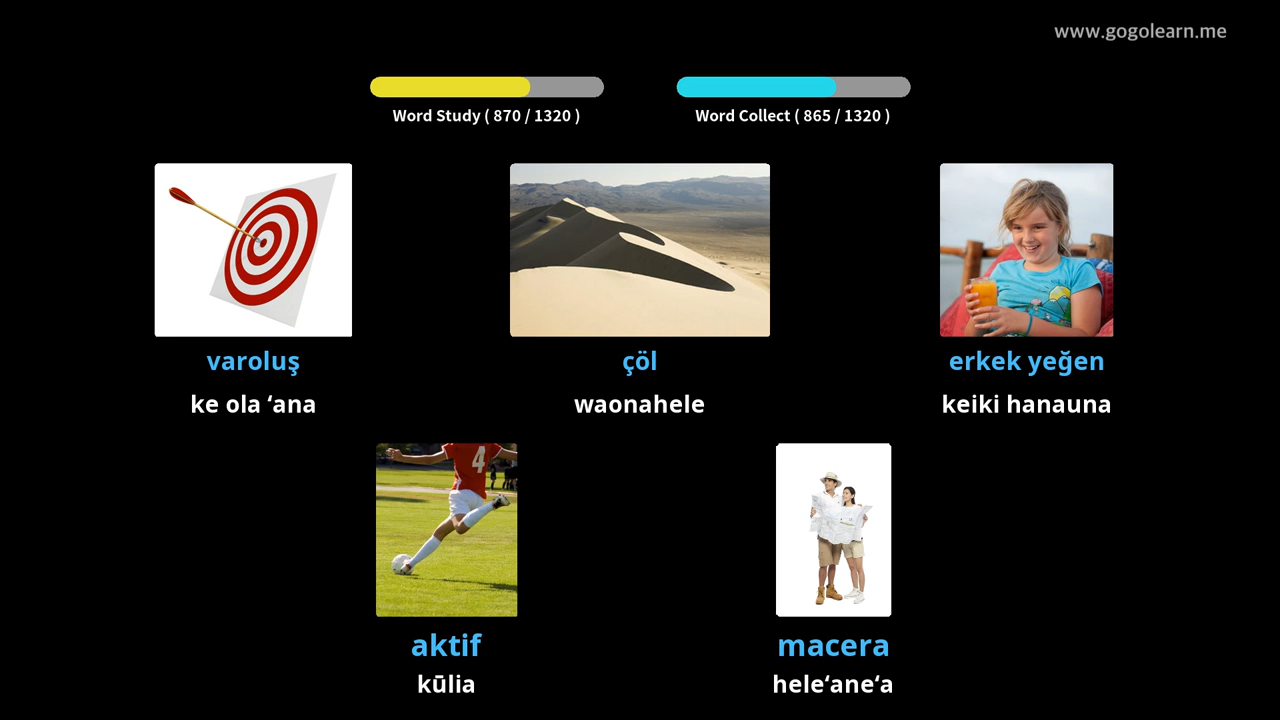 www.gogolearn.me
Word Study ( 870 / 1320 )
Word Collect ( 865 / 1320 )
varoluş
ke ola ʻana
çöl
waonahele
erkek yeğen
keiki hanauna
4
aktif
kūlia
macera
heleʻaneʻa